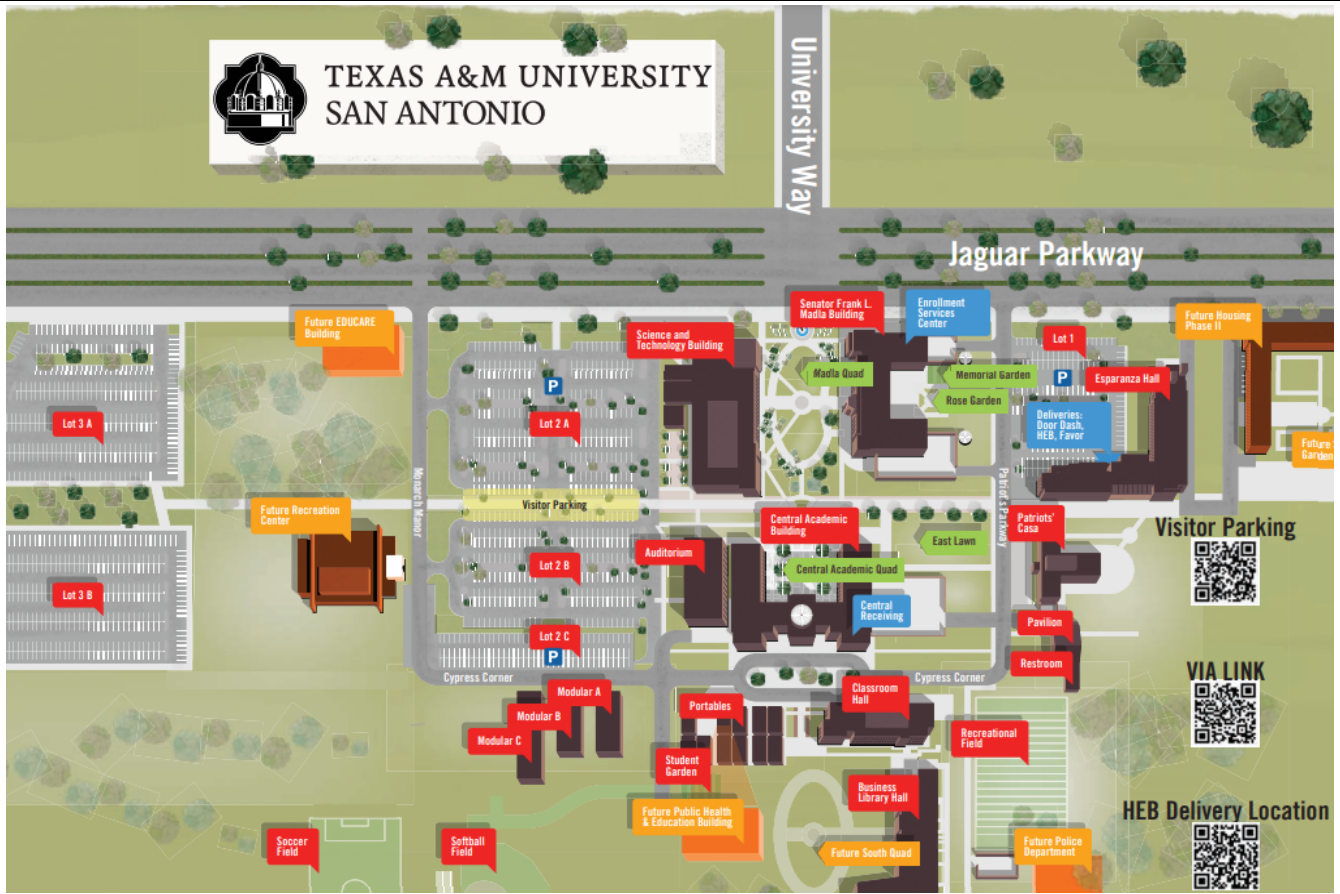 TEXAS A&M UNIVERSITY
SAN ANTONIO
University Way
Jaguar Parkway
Future EDUCARE
Building
Science and
Technology Building
Senator Frank L.
Madla Building
Enrollment
Services
Center
Lot 1
Future Housing
Phase II
Madla Quad
Memorial Garden
Rose Garden
P
P
Esparanza Hall
Deliveries:
Door Dash,
HEB, Favor
Lot 3 A
Lot 2 A
Future
Garden
Monarch Manor
Patriots Parkway
Visitor Parking
Future Recreation
Center
Central Academic
Building
Patriots'
Casa
Visitor Parking
Auditorium
East Lawn
Lot 2 B
Central Academic Quad
Lot 3 B
Central
Receiving
Pavilion
Lot 2 C
P
Restroom
Cypress Corner
Cypress Corner
VIA LINK
Modular A
Modular B
Modular C
Portables
Classroom
Hall
Recreational
Field
Student
Garden
Business
Library Hall
HEB Delivery Location
Future Public Health
& Education Building
Soccer
Field
Softball
Field
Future South Quad
Future Police
Department